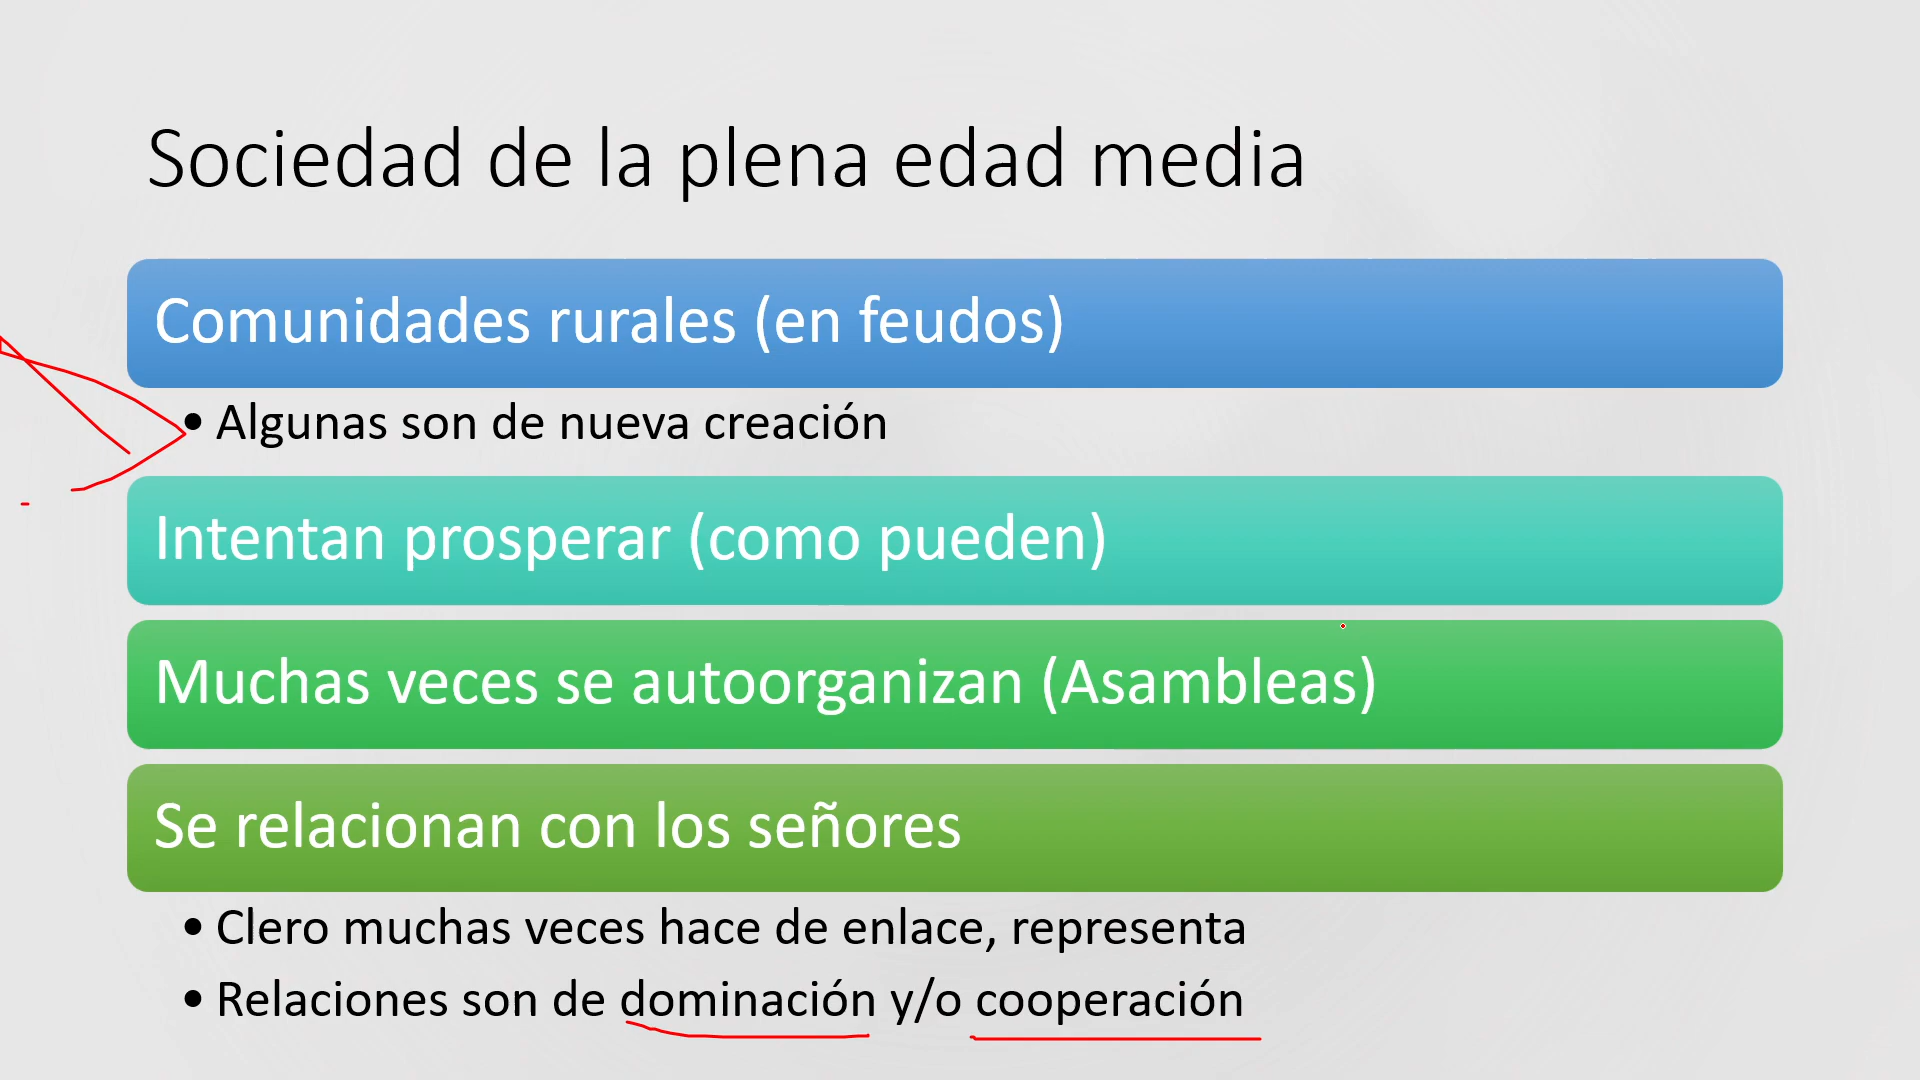 Sociedad de la plena edad media
Comunidades rurales (en feudos)
• Algunas son de nueva creación
Intentan prosperar (como pueden)
Muchas veces se autoorganizan (Asambleas)
Se relacionan con los señores
• Clero muchas veces hace de enlace, representa
• Relaciones son de dominación y/o cooperación